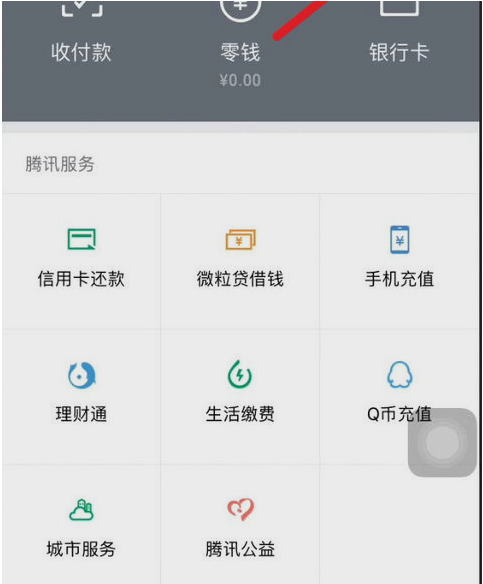 收付款 零钱 银行卡
¥0.00
腾讯服务
信用卡还款 微粒贷借钱 手机充值
理财通 生活缴费 Q币充值
城市服务 腾讯公益